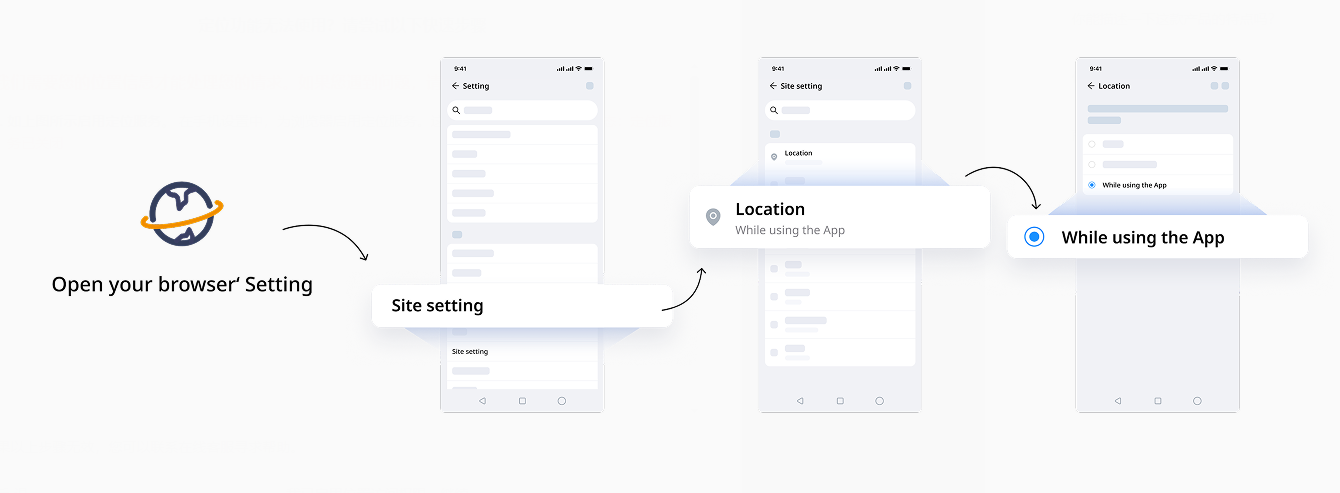 Open your browser‘ Setting
9:41
Setting
Site setting
Site setting
9:41
Site setting
Location
Location
While using the App
9:41
Location
While using the App
While using the App